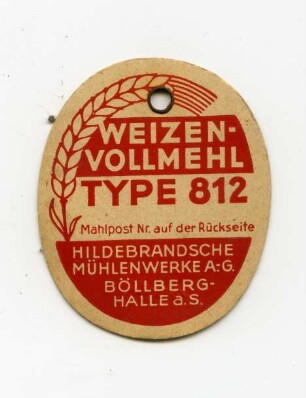 WEIZEN-
VOLLMEHL
TYPE 812
Mahlpost Nr. auf der Rückseite
HILDEBRANDSCHE
MÜHLENWERKE A.-G.
BÖLLBERG-
HALLE a.S.